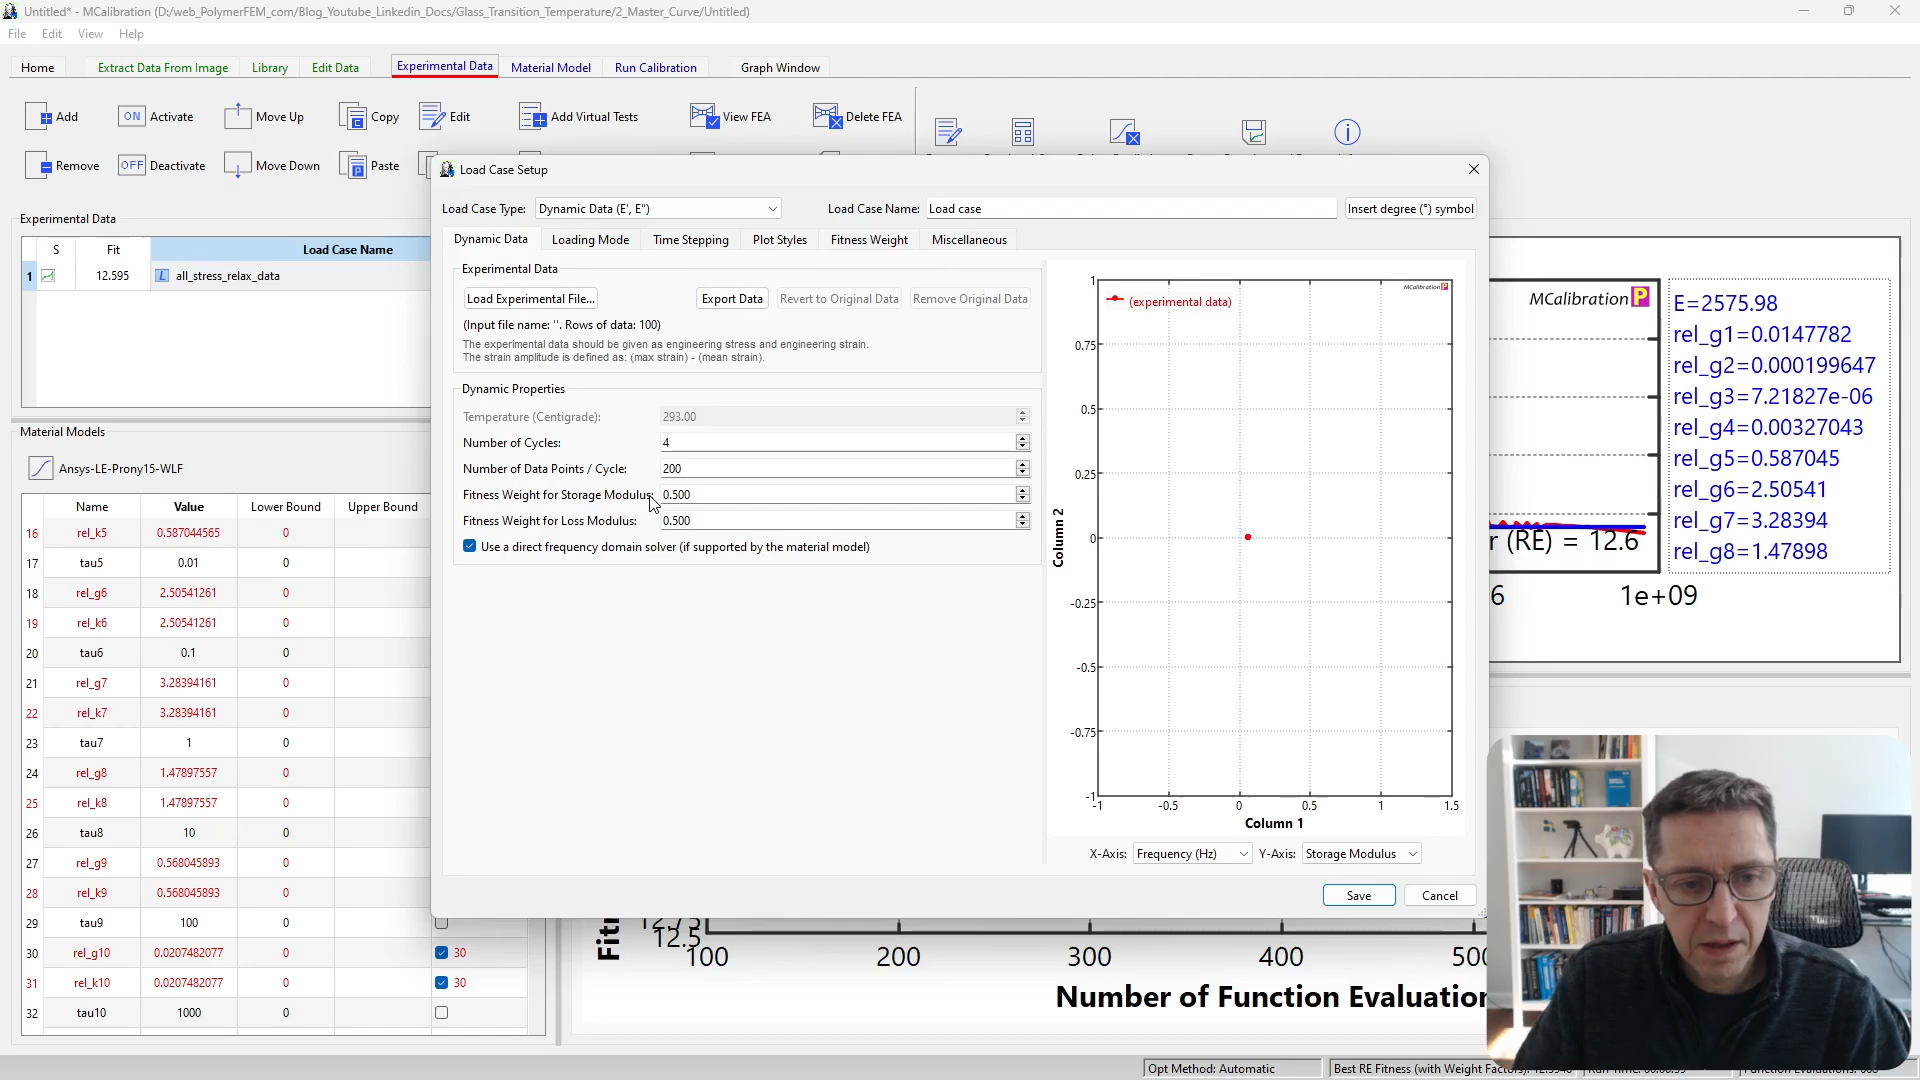 Untitled* - MCalibration (D:/web_PolymerFEM_com/Blog_Youtube_Linkedin_Docs/Glass_Transition_Temperature/2_Master_Curve/Untitled)
File Edit View Help
Home Extract Data From Image Library Edit Data Experimental Data Material Model Run Calibration Graph Window
Add ON Activate Move Up Copy Edit Add Virtual Tests View FEA Delete FEA
Remove OFF Deactivate Move Down Paste
Load Case Setup
Load Case Type: Dynamic Data (E', E") Load Case Name: Load case Insert degree (°) symbol
Dynamic Data Loading Mode Time Stepping Plot Styles Fitness Weight Miscellaneous
Experimental Data
Load Experimental File... Export Data Revert to Original Data Remove Original Data
(Input file name: ''. Rows of data: 100)
The experimental data should be given as engineering stress and engineering strain.
The strain amplitude is defined as: (max strain) - (mean strain).
Dynamic Properties
Temperature (Centigrade): 293.00
Number of Cycles: 4
Number of Data Points / Cycle: 200
Fitness Weight for Storage Modulus: 0.500
Fitness Weight for Loss Modulus: 0.500
Use a direct frequency domain solver (if supported by the material model)
MCalibration P
(experimental data)
1
0.75
0.5
0.25
0
-0.25
-0.5
-0.75
-1
Column 2
-1 -0.5 0 0.5 1 1.5
Column 1
X-Axis: Frequency (Hz) Y-Axis: Storage Modulus
Save Cancel
Experimental Data
S Fit Load Case Name
1 12.595 L all_stress_relax_data
Material Models
Ansys-LE-Prony15-WLF
Name Value Lower Bound Upper Bound
16 rel_k5 0.587044565 0
17 tau5 0.01 0
18 rel_g6 2.50541261 0
19 rel_k6 2.50541261 0
20 tau6 0.1 0
21 rel_g7 3.28394161 0
22 rel_k7 3.28394161 0
23 tau7 1 0
24 rel_g8 1.47897557 0
25 rel_k8 1.47897557 0
26 tau8 10 0
27 rel_g9 0.568045893 0
28 rel_k9 0.568045893 0
29 tau9 100 0
30 rel_g10 0.0207482077 0 30
31 rel_k10 0.0207482077 0 30
32 tau10 1000 0
MCalibration P
E=2575.98
rel_g1=0.0147782
rel_g2=0.000199647
rel_g3=7.21827e-06
rel_g4=0.00327043
rel_g5=0.587045
rel_g6=2.50541
rel_g7=3.28394
rel_g8=1.47898
r (RE) = 12.6
6 1e+09
12.75
12.5
100 200 300 400 500
Number of Function Evaluation
Opt Method: Automatic Best RE Fitness (with Weight Factors):